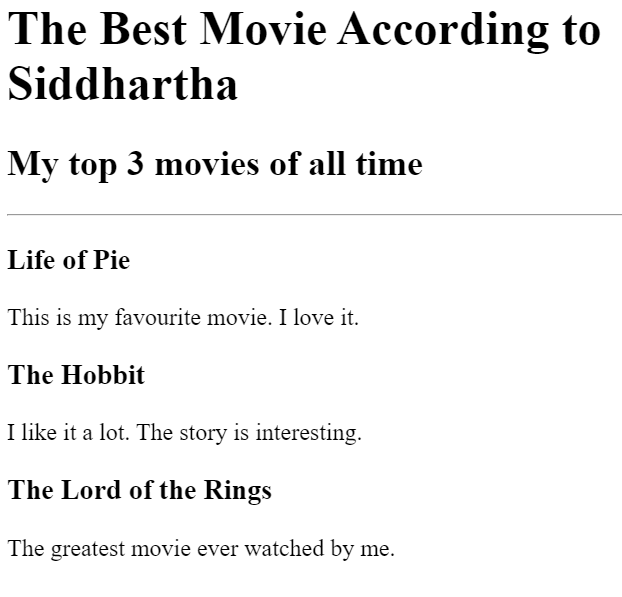 The Best Movie According to
Siddhartha
My top 3 movies of all time
Life of Pie
This is my favourite movie. I love it.
The Hobbit
I like it a lot. The story is interesting.
The Lord of the Rings
The greatest movie ever watched by me.